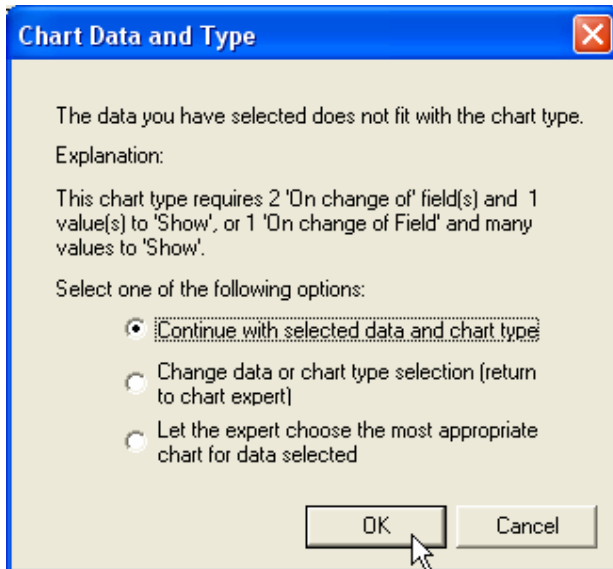 Chart Data and Type
The data you have selected does not fit with the chart type.
Explanation:
This chart type requires 2 'On change of' field(s) and  1
value(s) to 'Show', or 1 'On change of Field' and many
values to 'Show'.
Select one of the following options:
Continue with selected data and chart type
Change data or chart type selection (return
to chart expert)
Let the expert choose the most appropriate
chart for data selected
OK
Cancel